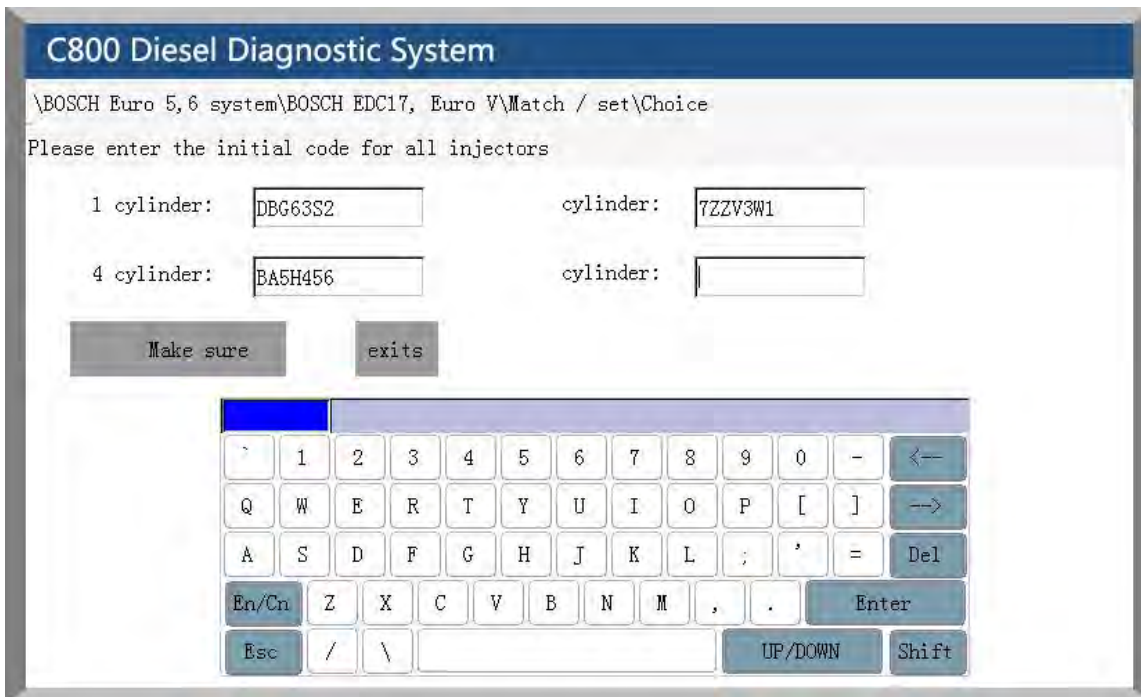 C800 Diesel Diagnostic System
\BOSCH Euro 5,6 system\BOSCH EDC17, Euro V\Match / set\Choice
Please enter the initial code for all injectors
1 cylinder: DBG63S2 cylinder: 7ZZV3W1
4 cylinder: BA5H456 cylinder:
Make sure exits
` 1 2 3 4 5 6 7 8 9 0 - <--
Q W E R T Y U I O P [ ] -->
A S D F G H J K L ; ' = Del
En/Cn Z X C V B N M , . Enter
Esc / \ UP/DOWN Shift